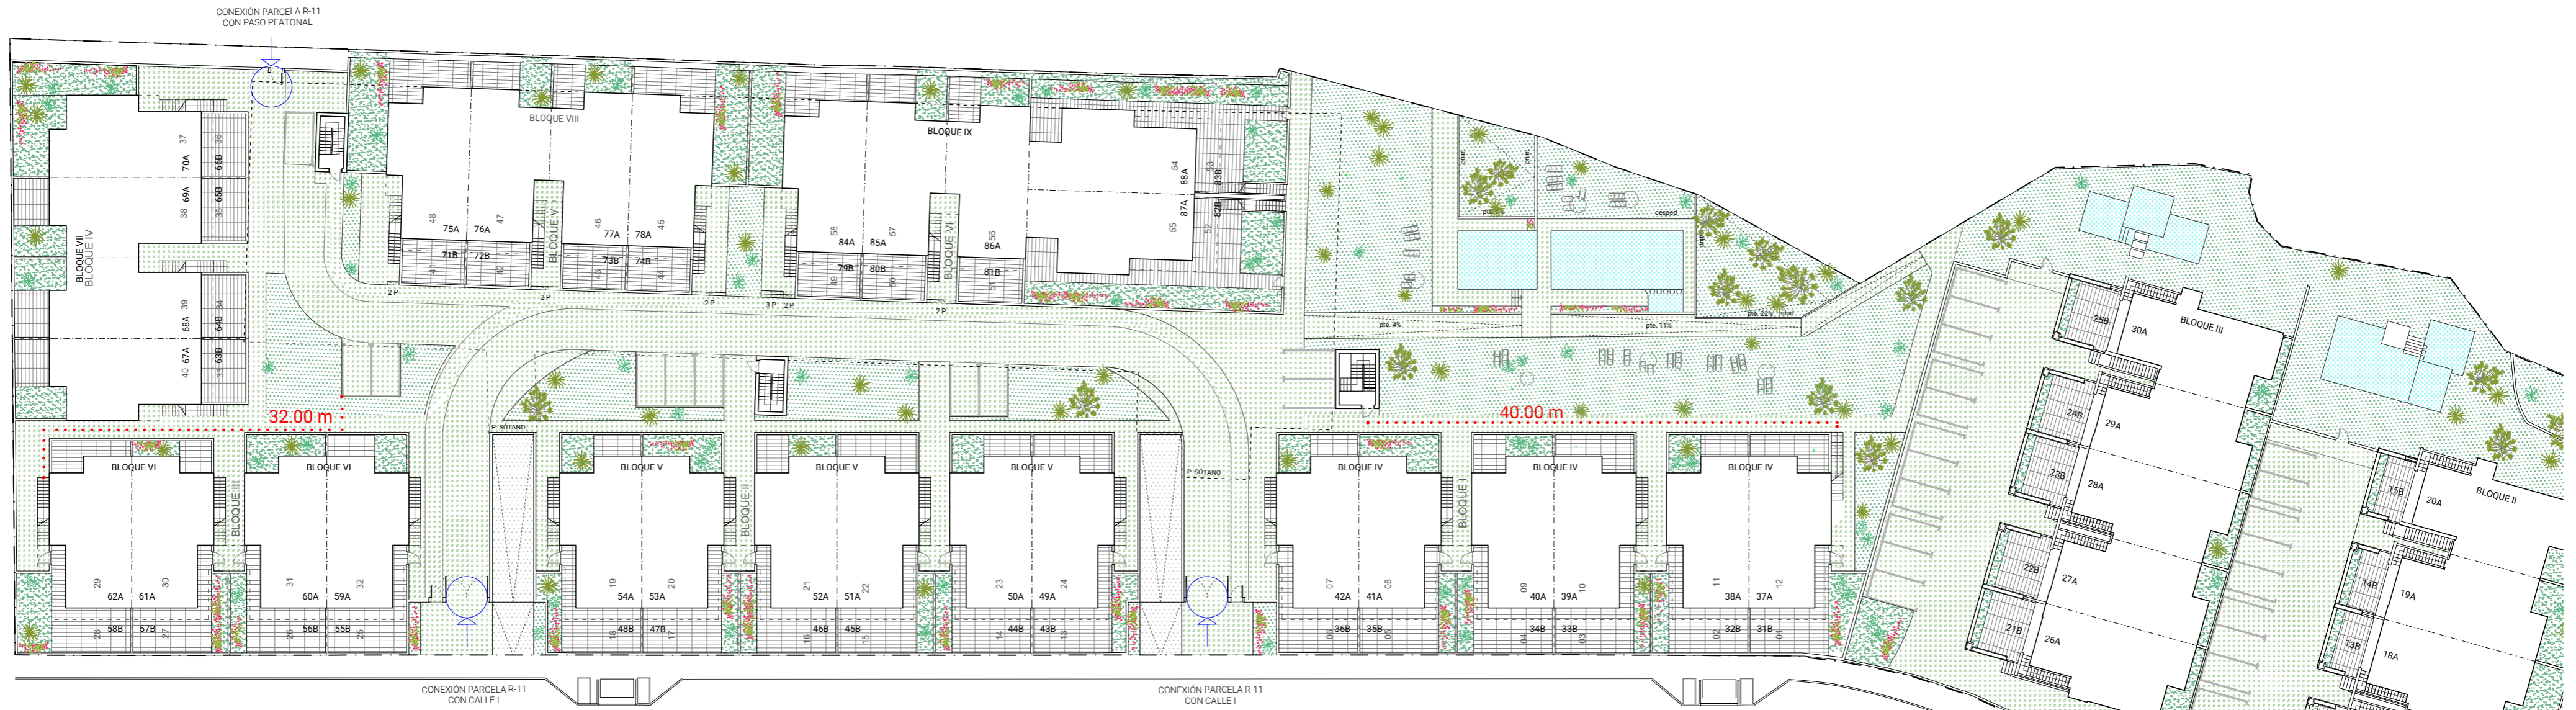 CONEXIÓN PARCELA R-11
CON PASO PEATONAL
BLOQUE VIII
BLOQUE IX
37
70A
36
66B
69A
38
65B
35
BLOQUE VII
BLOQUE IV
39
68A
34
64B
67A
40
63B
33
48
75A
76A
47
71B
72B
41
42
BLOQUE V
46
77A
78A
45
73B
74B
43
44
58
84A
85A
57
79B
80B
49
50
BLOQUE VI
56
86A
81B
51
54
88A
53
83B
87A
55
82B
52
2 P
2 P
2 P
3 P
2 P
2 P
talud
talud
pte.
césped
talud
pte. 4%
pte. 11%
pte. 22%
talud
32.00 m
40.00 m
P. SÓTANO
P. SÓTANO
BLOQUE VI
BLOQUE III
BLOQUE VI
BLOQUE V
BLOQUE II
BLOQUE V
BLOQUE V
BLOQUE IV
BLOQUE I
BLOQUE IV
BLOQUE IV
29
30
62A
61A
58B
57B
28
27
31
32
60A
59A
56B
55B
26
25
19
20
54A
53A
48B
47B
18
17
21
22
52A
51A
46B
45B
16
15
23
24
50A
49A
44B
43B
14
13
07
08
42A
41A
36B
35B
06
05
09
10
40A
39A
34B
33B
04
03
11
12
38A
37A
32B
31B
02
01
BLOQUE III
25B
30A
24B
29A
23B
28A
22B
27A
21B
26A
BLOQUE II
15B
20A
14B
19A
13B
18A
CONEXIÓN PARCELA R-11
CON CALLE I
CONEXIÓN PARCELA R-11
CON CALLE I